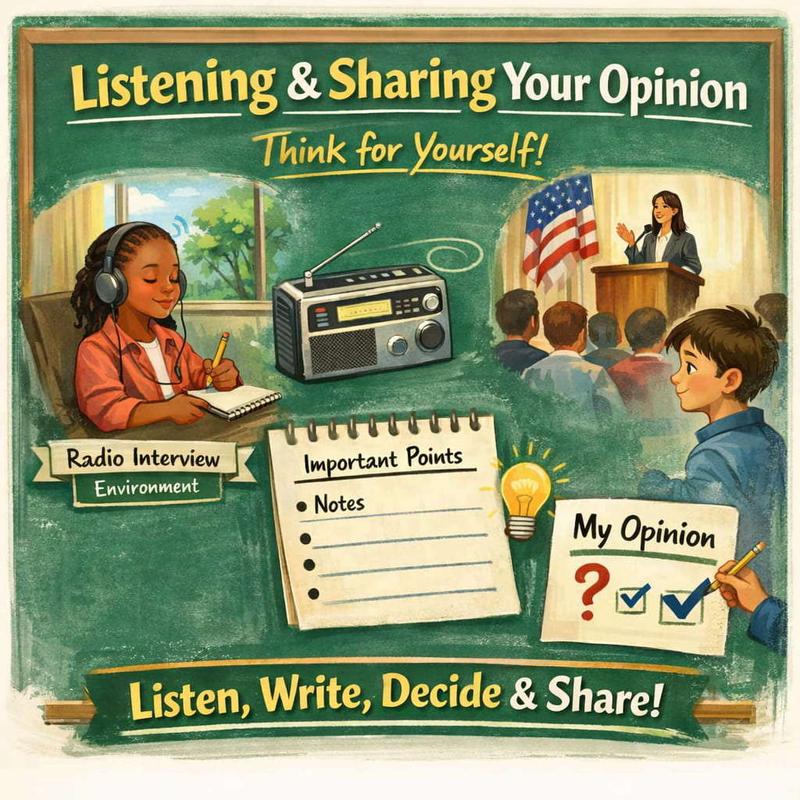 Listening & Sharing Your Opinion
Think for Yourself!
Radio Interview
Environment
Important Points
• Notes
•
•
•
My Opinion
?
Listen, Write, Decide & Share!